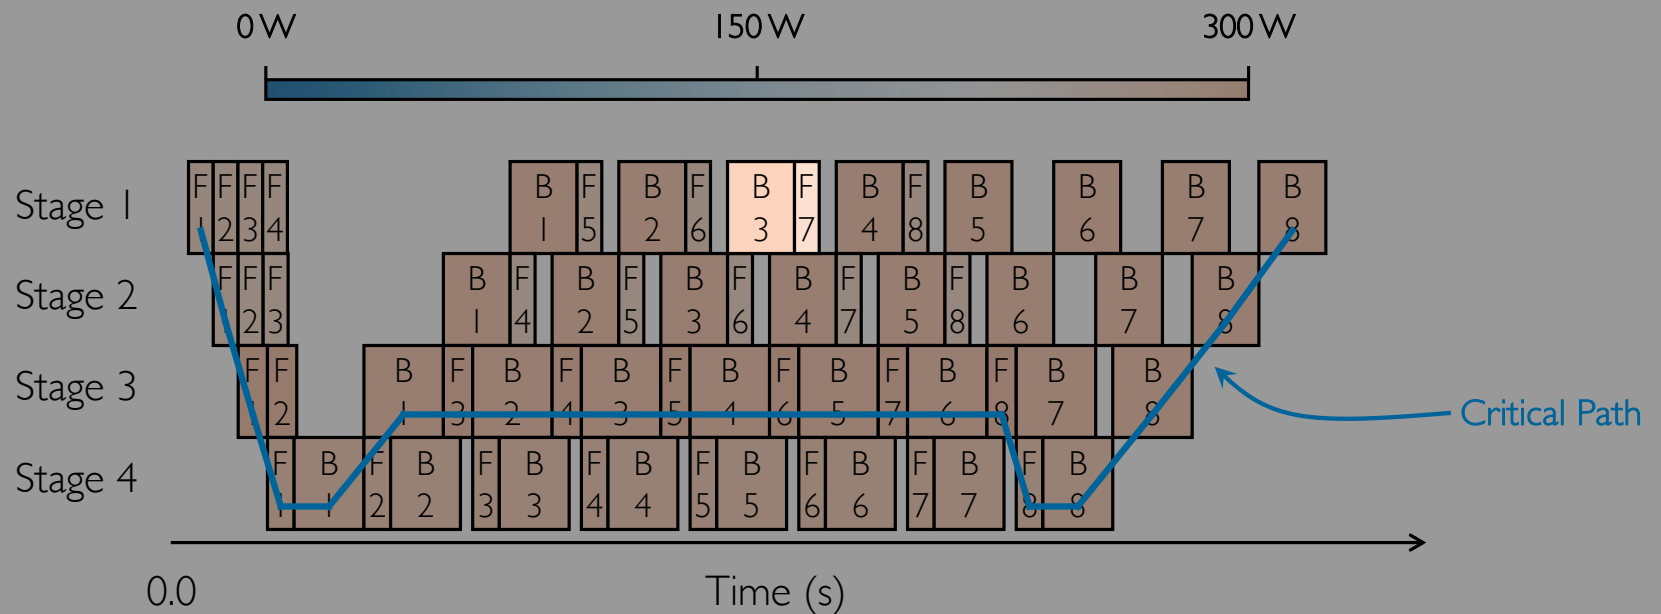 0 W 150 W 300 W
F F F F B F B F B F B F B B B B
Stage 1
1 2 3 4 1 5 2 6 3 7 4 8 5 6 7 8
F F F B F B F B F B F B F B B B
Stage 2
1 2 3 1 4 2 5 3 6 4 7 5 8 6 7 8
F F B F B F B F B F B F B F B B
Stage 3
1 2 1 3 2 4 3 5 4 6 5 7 6 8 7 8
Critical Path
F B F B F B F B F B F B F B F B
Stage 4
1 1 2 2 3 3 4 4 5 5 6 6 7 7 8 8
0.0 Time (s)